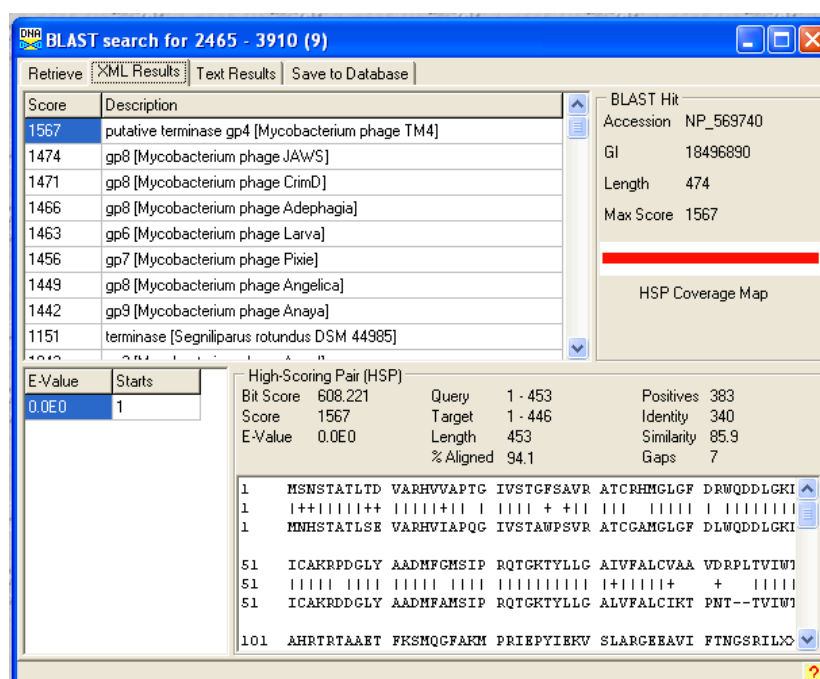 DNA BLAST search for 2465 - 3910 (9)
Retrieve XML Results Text Results Save to Database
Score Description
1567 putative terminase gp4 [Mycobacterium phage TM4]
1474 gp8 [Mycobacterium phage JAWS]
1471 gp8 [Mycobacterium phage CrimD]
1466 gp8 [Mycobacterium phage Adephagia]
1463 gp6 [Mycobacterium phage Larva]
1456 gp7 [Mycobacterium phage Pixie]
1449 gp8 [Mycobacterium phage Angelica]
1442 gp9 [Mycobacterium phage Anaya]
1151 terminase [Segniliparus rotundus DSM 44985]
BLAST Hit
Accession NP_569740
GI 18496890
Length 474
Max Score 1567
HSP Coverage Map
E-Value Starts
0.0E0 1
High-Scoring Pair (HSP)
Bit Score 608.221 Query 1 - 453 Positives 383
Score 1567 Target 1 - 446 Identity 340
E-Value 0.0E0 Length 453 Similarity 85.9
% Aligned 94.1 Gaps 7
1 MSNSTATLTD VARHVVAPTG IVSTGFSAVR ATCRHMGLGF DRWQDDLGKI
1 |++|||||++ |||||+|| | |||| + +|| ||| ||||| | ||||||||
1 MNHSTATLSE VARHVIAPQG IVSTAWPSVR ATCGAMGLGF DLWQDDLGKI
51 ICAKRPDGLY AADMFGMSIP RQTGKTYLLG AIVFALCVAA VDRPLTVIWT
51 ||||| |||| ||||| |||| |||||||||| |+|||||+ + |||||
51 ICAKRDDGLY AADMFAMSIP RQTGKTYLLG ALVFALCIKT PNT--TVIWT
101 AHRTRTAAET FKSMQGFAKM PRIEPYIEKV SLARGEEAVI FTNGSRIL
?